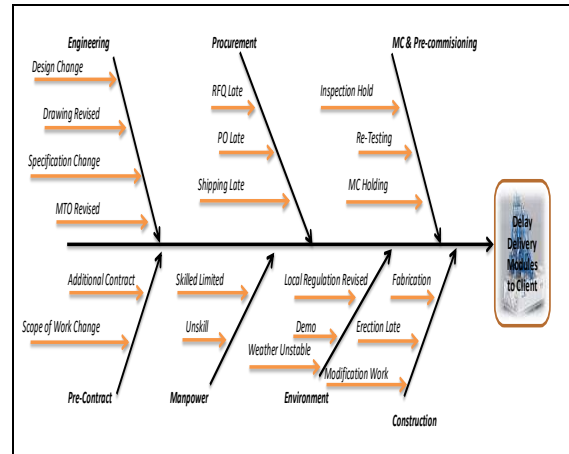 Engineering
Procurement
MC & Pre-commisioning
Design Change
Drawing Revised
Specification Change
MTO Revised
RFQ Late
PO Late
Shipping Late
Inspection Hold
Re-Testing
MC Holding
Delay
Delivery
Modules
to Client
Additional Contract
Scope of Work Change
Skilled Limited
Unskill
Local Regulation Revised
Demo
Weather Unstable
Fabrication
Erection Late
Modification Work
Pre-Contract
Manpower
Environment
Construction